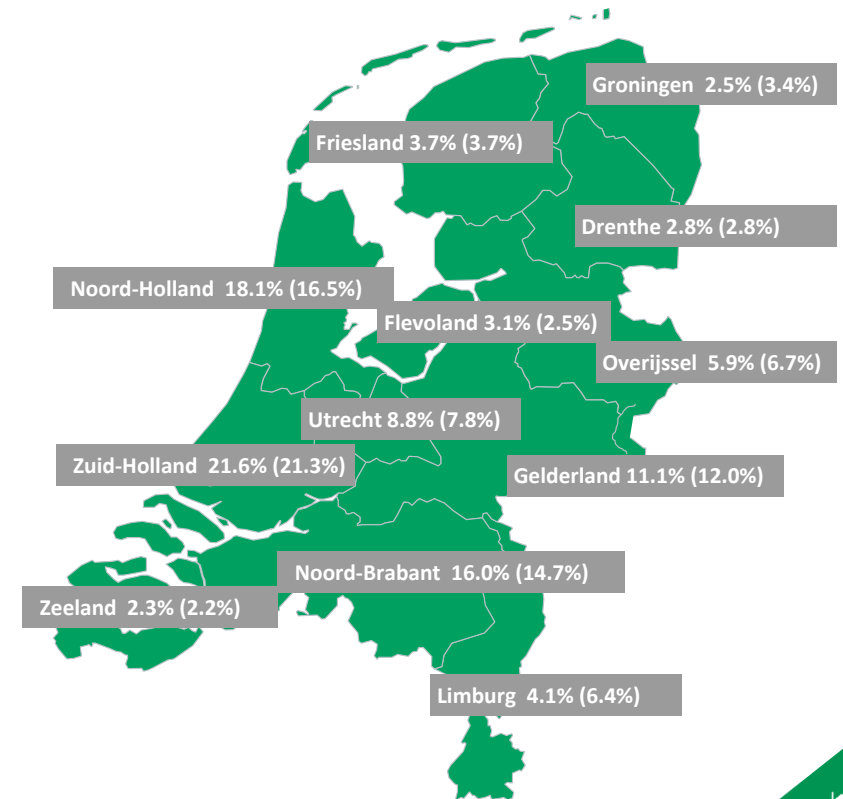 Groningen 2.5% (3.4%)
Friesland 3.7% (3.7%)
Drenthe 2.8% (2.8%)
Noord-Holland 18.1% (16.5%)
Flevoland 3.1% (2.5%)
Overijssel 5.9% (6.7%)
Utrecht 8.8% (7.8%)
Zuid-Holland 21.6% (21.3%)
Gelderland 11.1% (12.0%)
Noord-Brabant 16.0% (14.7%)
Zeeland 2.3% (2.2%)
Limburg 4.1% (6.4%)